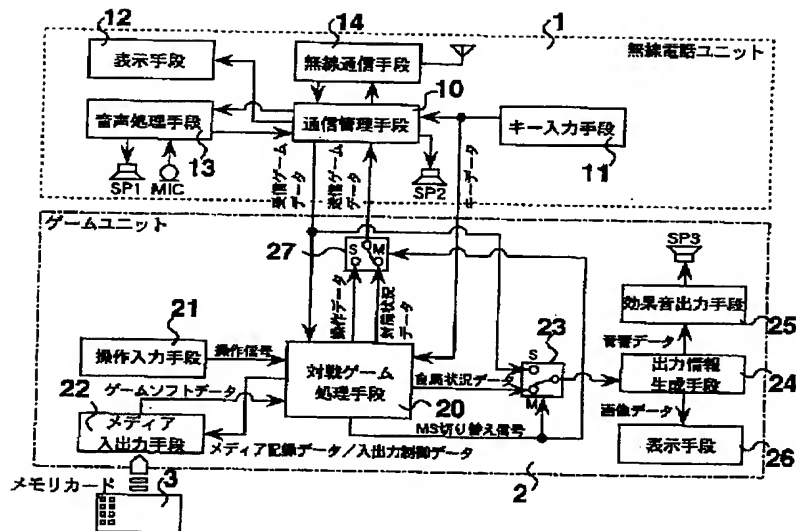 12
14
1
表示手段
無線通信手段
無線電話ユニット
10
音声処理手段
通信管理手段
キー入力手段
13
11
SP1
MIC
SP2
受信ゲーム
データ
送信ゲーム
データ
キーデータ
ゲームユニット
27
S
M
SP3
21
操作データ
対戦状況
データ
23
効果音出力手段
25
操作入力手段
操作信号
対戦ゲーム
処理手段
S
音響データ
22
ゲームソフトデータ
状況データ
出力情報
生成手段
24
メディア
入出力手段
20
M
画像データ
MS切り替え信号
表示手段
メディア記録データ/入出力制御データ
26
メモリカード
3
2